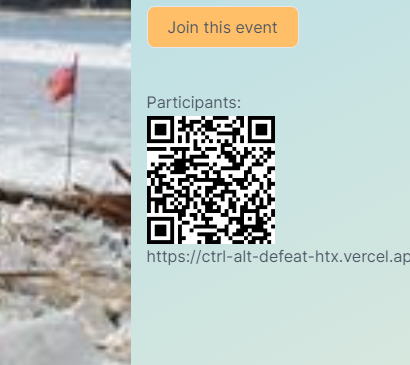 Join this event
Participants:
https://ctrl-alt-defeat-htx.vercel.ap